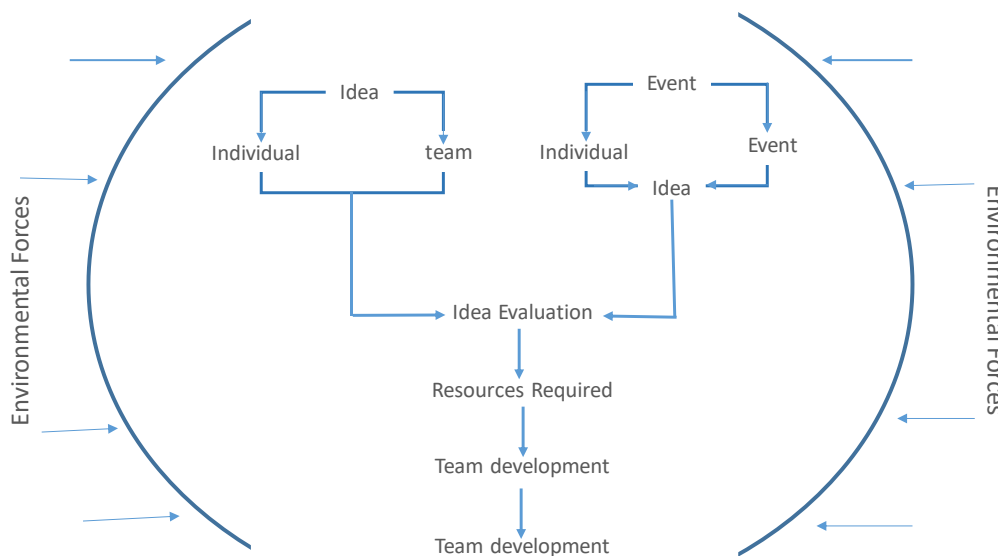 Idea
Event
Individual
team
Individual
Event
Idea
Environmental Forces
Environmental Forces
Idea Evaluation
Resources Required
Team development
Team development